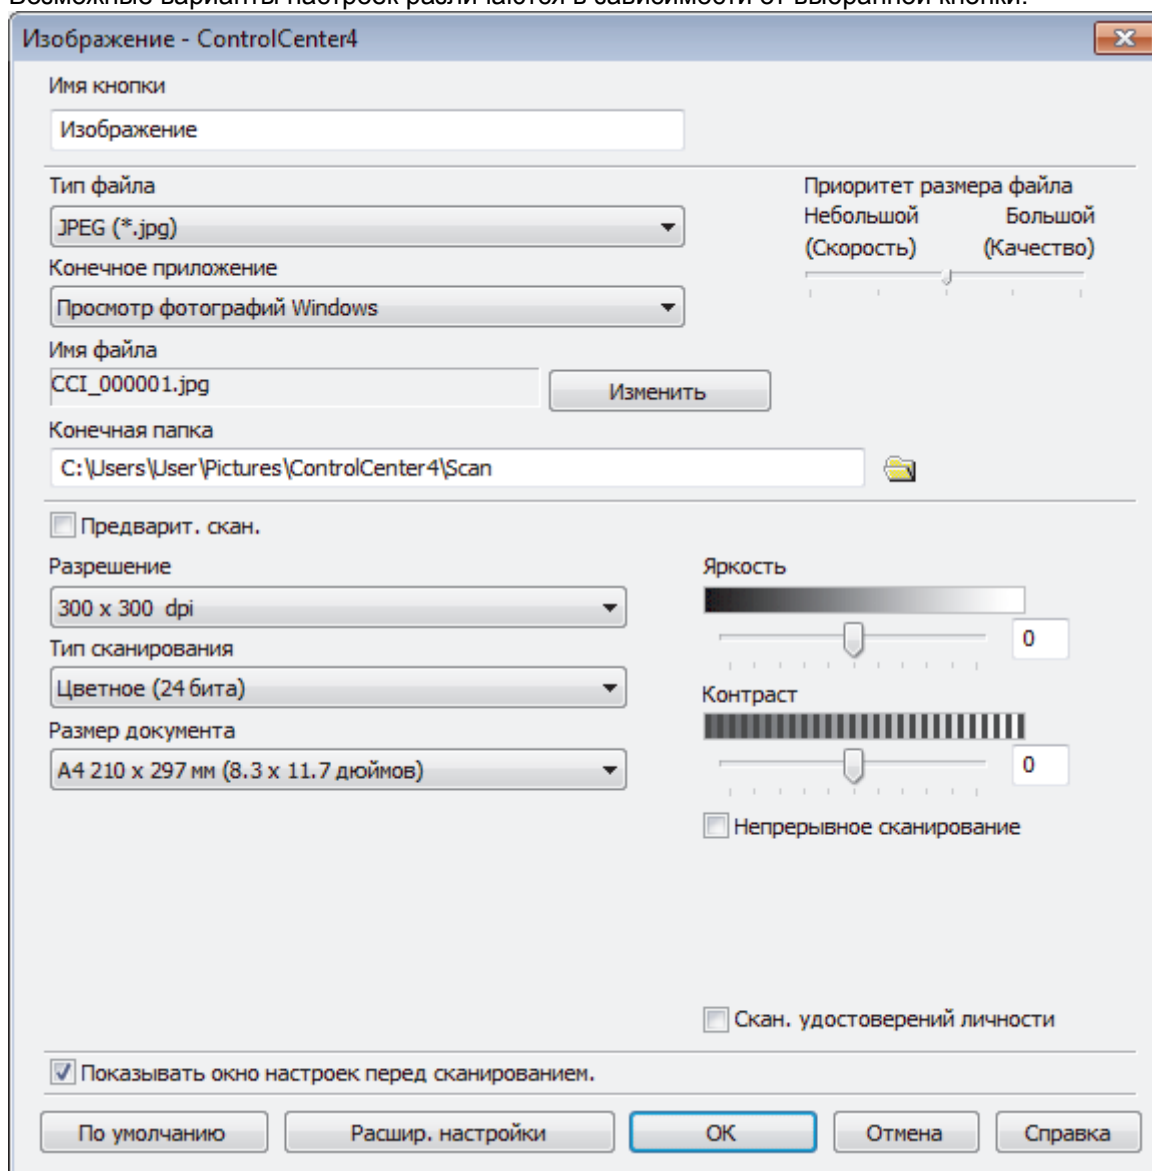 Возможные варианты настроек различаются в зависимости от выбранной кнопки.
Изображение - ControlCenter4
Имя кнопки
Изображение
Тип файла
JPEG (*.jpg)
Приоритет размера файла
Небольшой Большой
(Скорость) (Качество)
Конечное приложение
Просмотр фотографий Windows
Имя файла
CCI_000001.jpg
Изменить
Конечная папка
C:\Users\User\Pictures\ControlCenter4\Scan
Предварит. скан.
Разрешение
300 x 300 dpi
Тип сканирования
Цветное (24 бита)
Размер документа
A4 210 x 297 мм (8.3 x 11.7 дюймов)
Яркость
0
Контраст
0
Непрерывное сканирование
Скан. удостоверений личности
Показывать окно настроек перед сканированием.
По умолчанию
Расшир. настройки
OK
Отмена
Справка